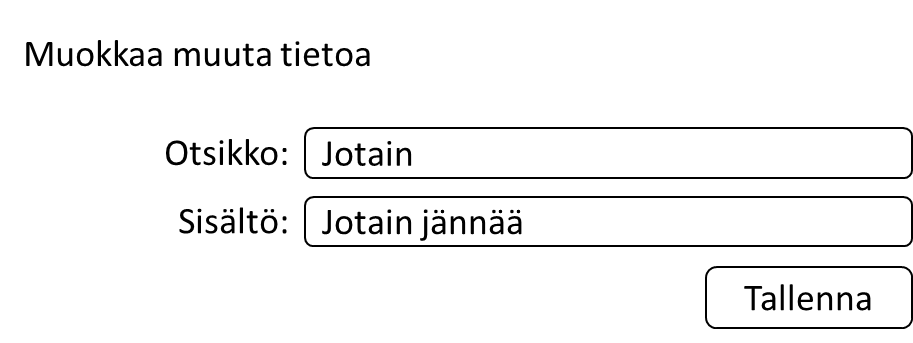 Muokkaa muuta tietoa
Otsikko: Jotain
Sisältö: Jotain jännää
Tallenna